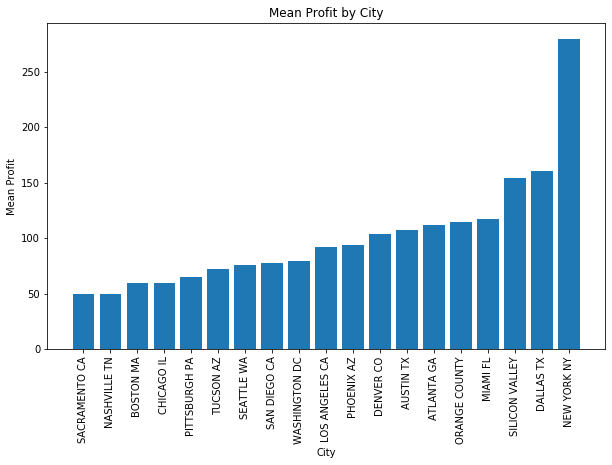 Mean Profit by City
Mean Profit
250
200
150
100
50
0
SACRAMENTO CA
NASHVILLE TN
BOSTON MA
CHICAGO IL
PITTSBURGH PA
TUCSON AZ
SEATTLE WA
SAN DIEGO CA
WASHINGTON DC
LOS ANGELES CA
PHOENIX AZ
DENVER CO
AUSTIN TX
ATLANTA GA
ORANGE COUNTY
MIAMI FL
SILICON VALLEY
DALLAS TX
NEW YORK NY
City